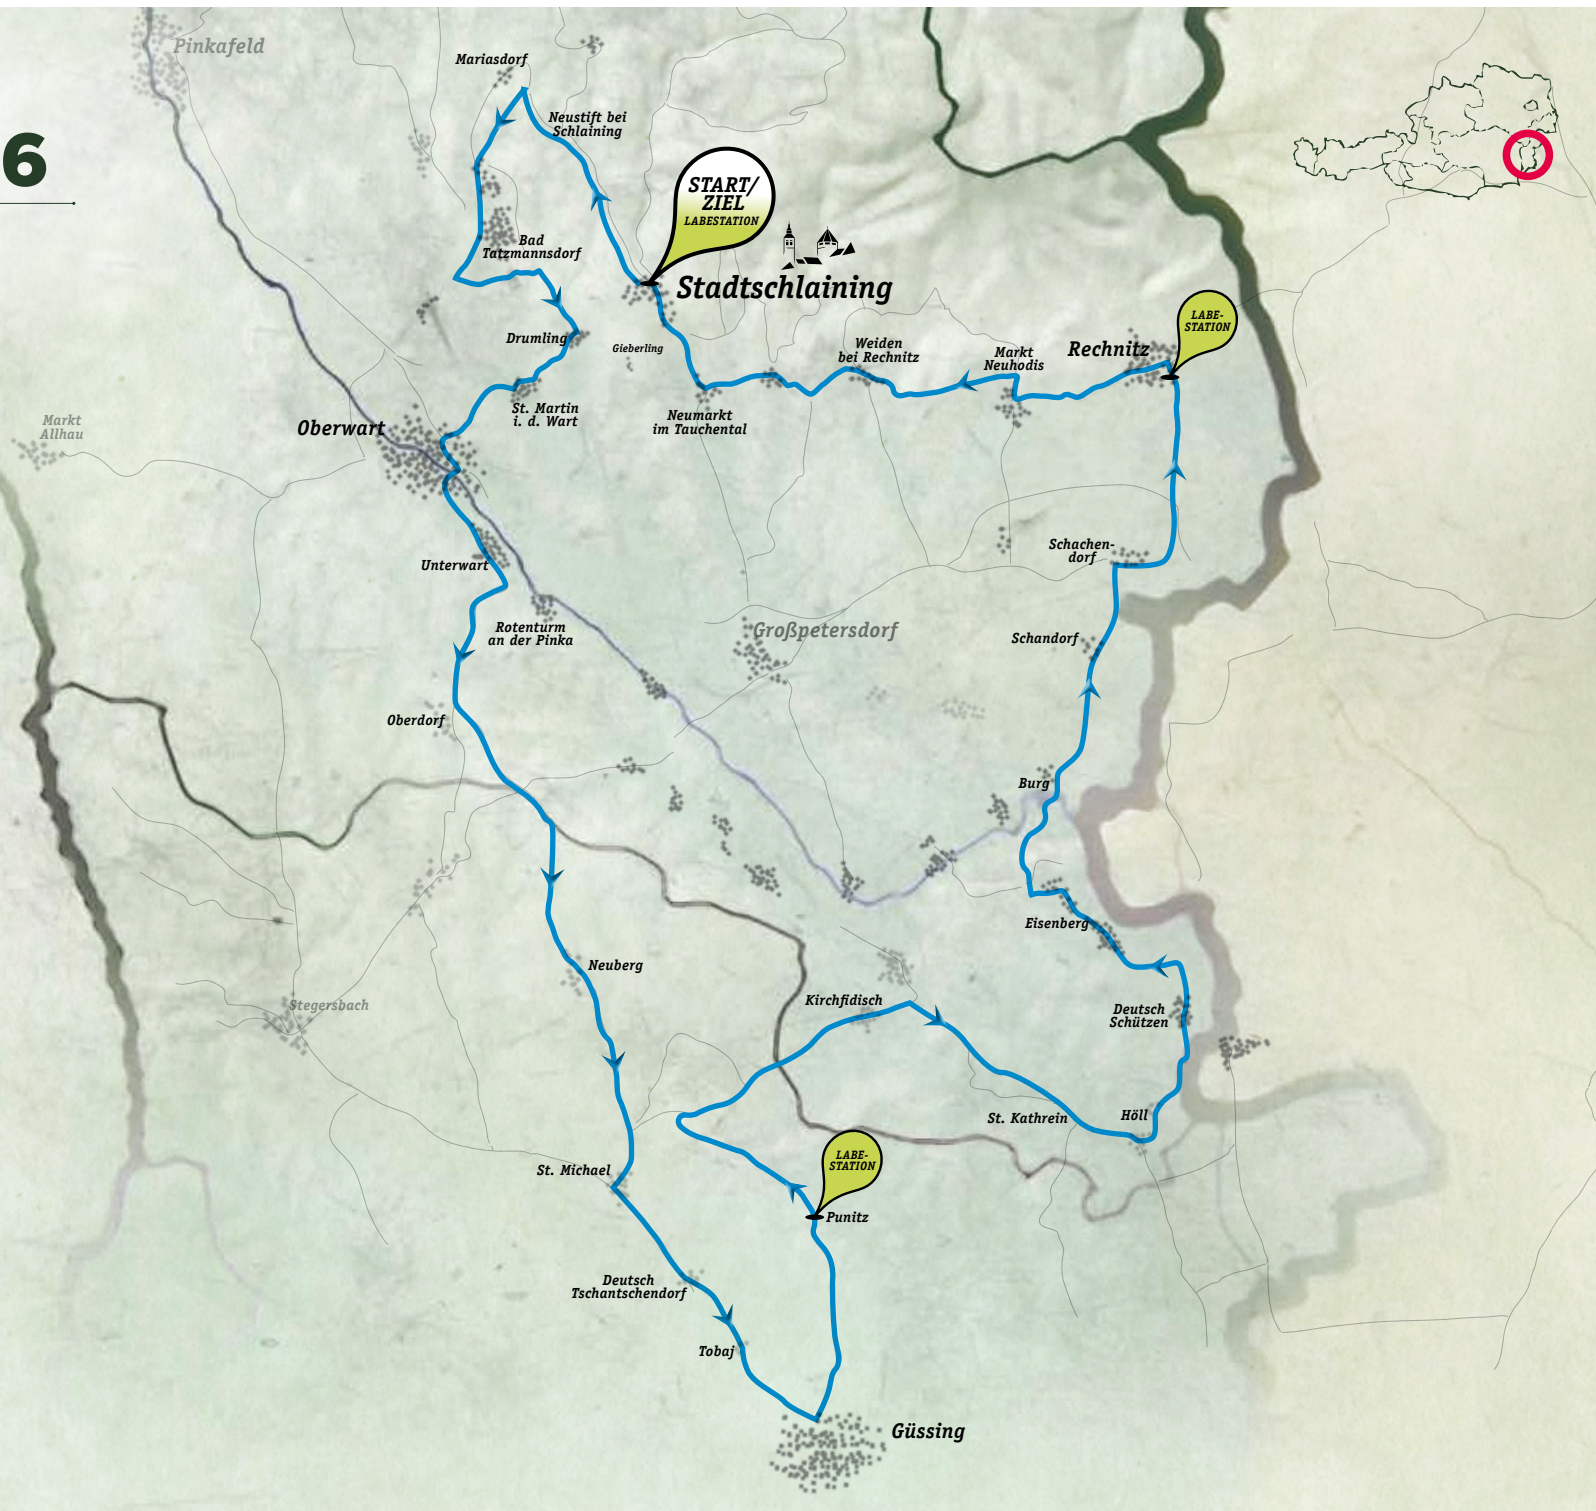 Pinkafeld
Mariasdorf
Neustift bei
Schlaining
6
START/
ZIEL
LABESTATION
Bad
Tatzmannsdorf
Stadtschlaining
LABE-
STATION
Drumling
Gieberling
Weiden
bei Rechnitz
Markt
Neuhodis
Rechnitz
St. Martin
i. d. Wart
Neumarkt
im Tauchental
Oberwart
Markt
Allhau
Schachen-
dorf
Unterwart
Rotenturm
an der Pinka
Großpetersdorf
Schandorf
Oberdorf
Burg
Eisenberg
Neuberg
Stegersbach
Kirchfidisch
Deutsch
Schützen
St. Kathrein
Höll
St. Michael
LABE-
STATION
Punitz
Deutsch
Tschantschendorf
Tobaj
Güssing